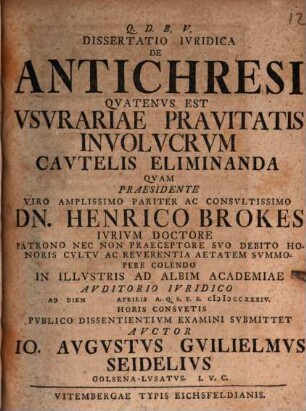 12
Q. D. B. V.
DISSERTATIO IVRIDICA
DE
ANTICHRESI
QVATENVS EST
VSVRARIAE PRAVITATIS
INVOLVCRVM
CAVTELIS ELIMINANDA
QVAM
PRAESIDENTE
VIRO AMPLISSIMO PARITER AC CONSVLTISSIMO
DN. HENRICO BROKES
IVRIVM DOCTORE
PATRONO NEC NON PRAECEPTORE SVO DEBITO HO-
NORIS CVLTV AC REVERENTIA AETATEM SVMMO-
PERE COLENDO
IN ILLVSTRIS AD ALBIM ACADEMIAE
AVDITORIO IVRIDICO
AD DIEM APRILIS A. Q. S. P. R. CIƆIƆCCXXXIV.
HORIS CONSVETIS
PVBLICO DISSENTIENTIVM EXAMINI SVBMITTET
AVCTOR
IO. AVGVSTVS GVILIELMVS
SEIDELIVS
GOLSENA-LVSATVS. I. V. C.
VITEMBERGAE TYPIS EICHSFELDIANIS.